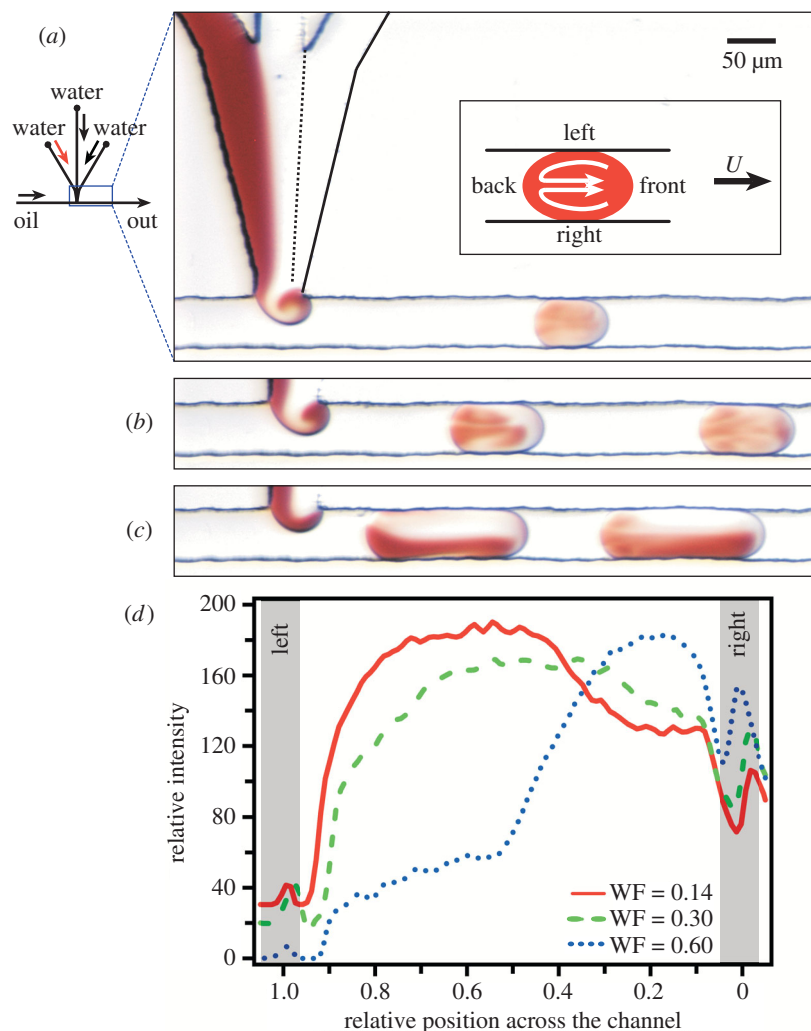 (a)
water
water water
oil out
50 µm
left
back front
right
U
(b)
(c)
(d)
200
160
120
80
40
0
relative intensity
left
right
WF = 0.14
WF = 0.30
WF = 0.60
1.0 0.8 0.6 0.4 0.2 0
relative position across the channel